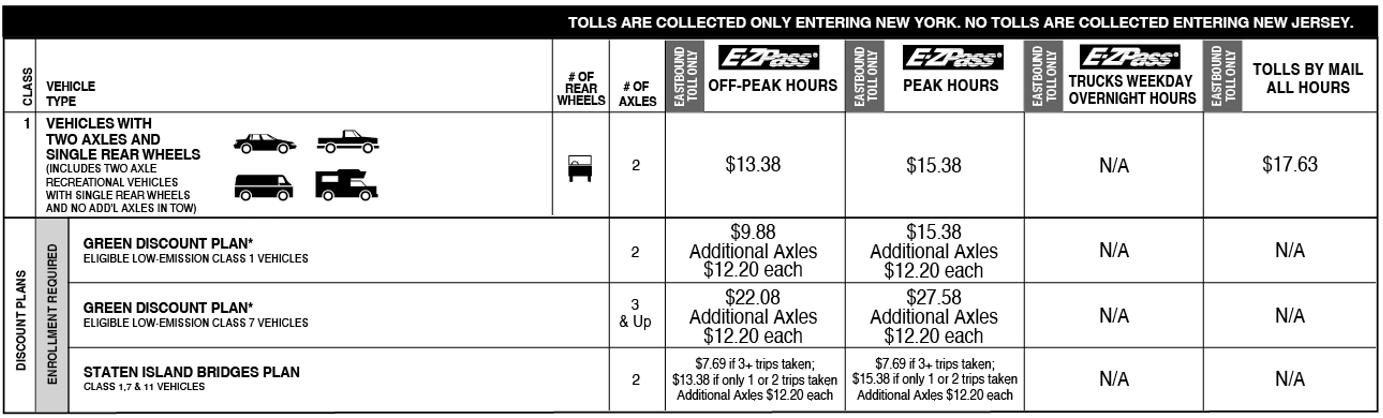 TOLLS ARE COLLECTED ONLY ENTERING NEW YORK. NO TOLLS ARE COLLECTED ENTERING NEW JERSEY.
CLASS
VEHICLE
TYPE
# OF
REAR
WHEELS
# OF
AXLES
EASTBOUND
TOLL ONLY
E-ZPass®
OFF-PEAK HOURS
EASTBOUND
TOLL ONLY
E-ZPass®
PEAK HOURS
EASTBOUND
TOLL ONLY
E-ZPass®
TRUCKS WEEKDAY
OVERNIGHT HOURS
EASTBOUND
TOLL ONLY
TOLLS BY MAIL
ALL HOURS
1
VEHICLES WITH
TWO AXLES AND
SINGLE REAR WHEELS
(INCLUDES TWO AXLE
RECREATIONAL VEHICLES
WITH SINGLE REAR WHEELS
AND NO ADD'L AXLES IN TOW)
2
$13.38
$15.38
N/A
$17.63
DISCOUNT PLANS
ENROLLMENT REQUIRED
GREEN DISCOUNT PLAN*
ELIGIBLE LOW-EMISSION CLASS 1 VEHICLES
2
$9.88
Additional Axles
$12.20 each
$15.38
Additional Axles
$12.20 each
N/A
N/A
GREEN DISCOUNT PLAN*
ELIGIBLE LOW-EMISSION CLASS 7 VEHICLES
3
& Up
$22.08
Additional Axles
$12.20 each
$27.58
Additional Axles
$12.20 each
N/A
N/A
STATEN ISLAND BRIDGES PLAN
CLASS 1,7 & 11 VEHICLES
2
$7.69 if 3+ trips taken;
$13.38 if only 1 or 2 trips taken
Additional Axles $12.20 each
$7.69 if 3+ trips taken;
$15.38 if only 1 or 2 trips taken
Additional Axles $12.20 each
N/A
N/A